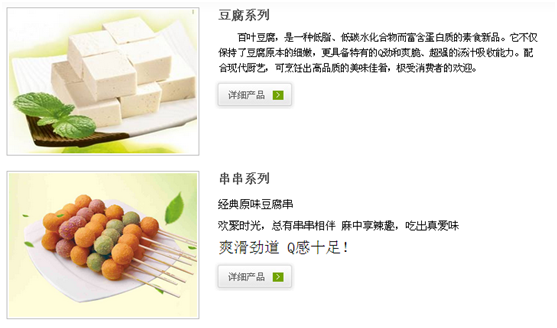 豆腐系列
百叶豆腐，是一种低脂、低碳水化合物而富含蛋白质的素食新品。它不仅
保持了豆腐原本的细嫩，更具备特有的Q劲和爽脆、超强的汤汁吸收能力。配
合现代厨艺，可烹饪出高品质的美味佳肴，极受消费者的欢迎。
详细产品
串串系列
经典原味豆腐串
欢聚时光，总有串串相伴 麻中享辣趣，吃出真爱味
爽滑劲道 Q感十足！
详细产品